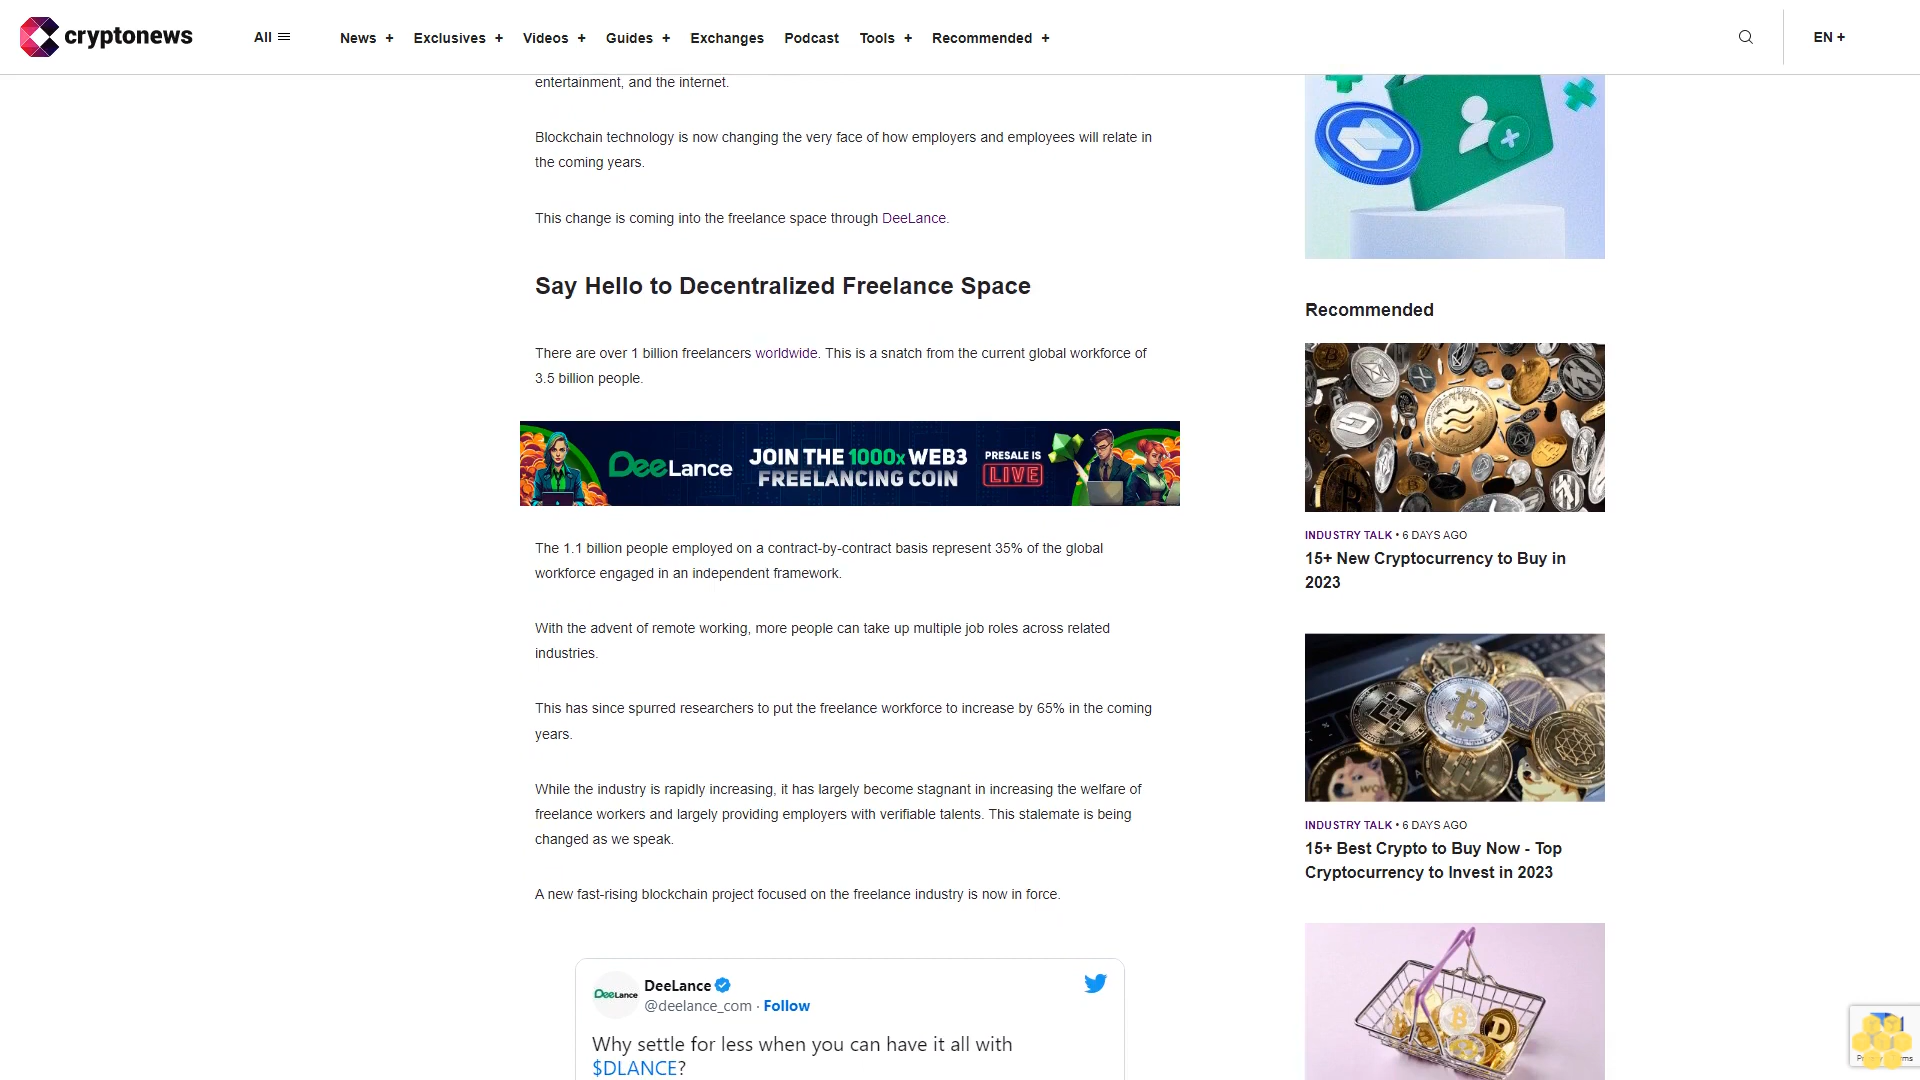 cryptonews
All
News +
Exclusives +
Videos +
Guides +
Exchanges
Podcast
Tools +
Recommended +
EN +
entertainment, and the internet.
Blockchain technology is now changing the very face of how employers and employees will relate in
the coming years.
This change is coming into the freelance space through DeeLance.
Say Hello to Decentralized Freelance Space
There are over 1 billion freelancers worldwide. This is a snatch from the current global workforce of
3.5 billion people.
DeeLance
JOIN THE 1000x WEB3
FREELANCING COIN
PRESALE IS
LIVE
The 1.1 billion people employed on a contract-by-contract basis represent 35% of the global
workforce engaged in an independent framework.
With the advent of remote working, more people can take up multiple job roles across related
industries.
This has since spurred researchers to put the freelance workforce to increase by 65% in the coming
years.
While the industry is rapidly increasing, it has largely become stagnant in increasing the welfare of
freelance workers and largely providing employers with verifiable talents. This stalemate is being
changed as we speak.
A new fast-rising blockchain project focused on the freelance industry is now in force.
DeeLance
DeeLance
@deelance_com · Follow
Why settle for less when you can have it all with
$DLANCE?
Recommended
INDUSTRY TALK • 6 DAYS AGO
15+ New Cryptocurrency to Buy in
2023
INDUSTRY TALK • 6 DAYS AGO
15+ Best Crypto to Buy Now - Top
Cryptocurrency to Invest in 2023